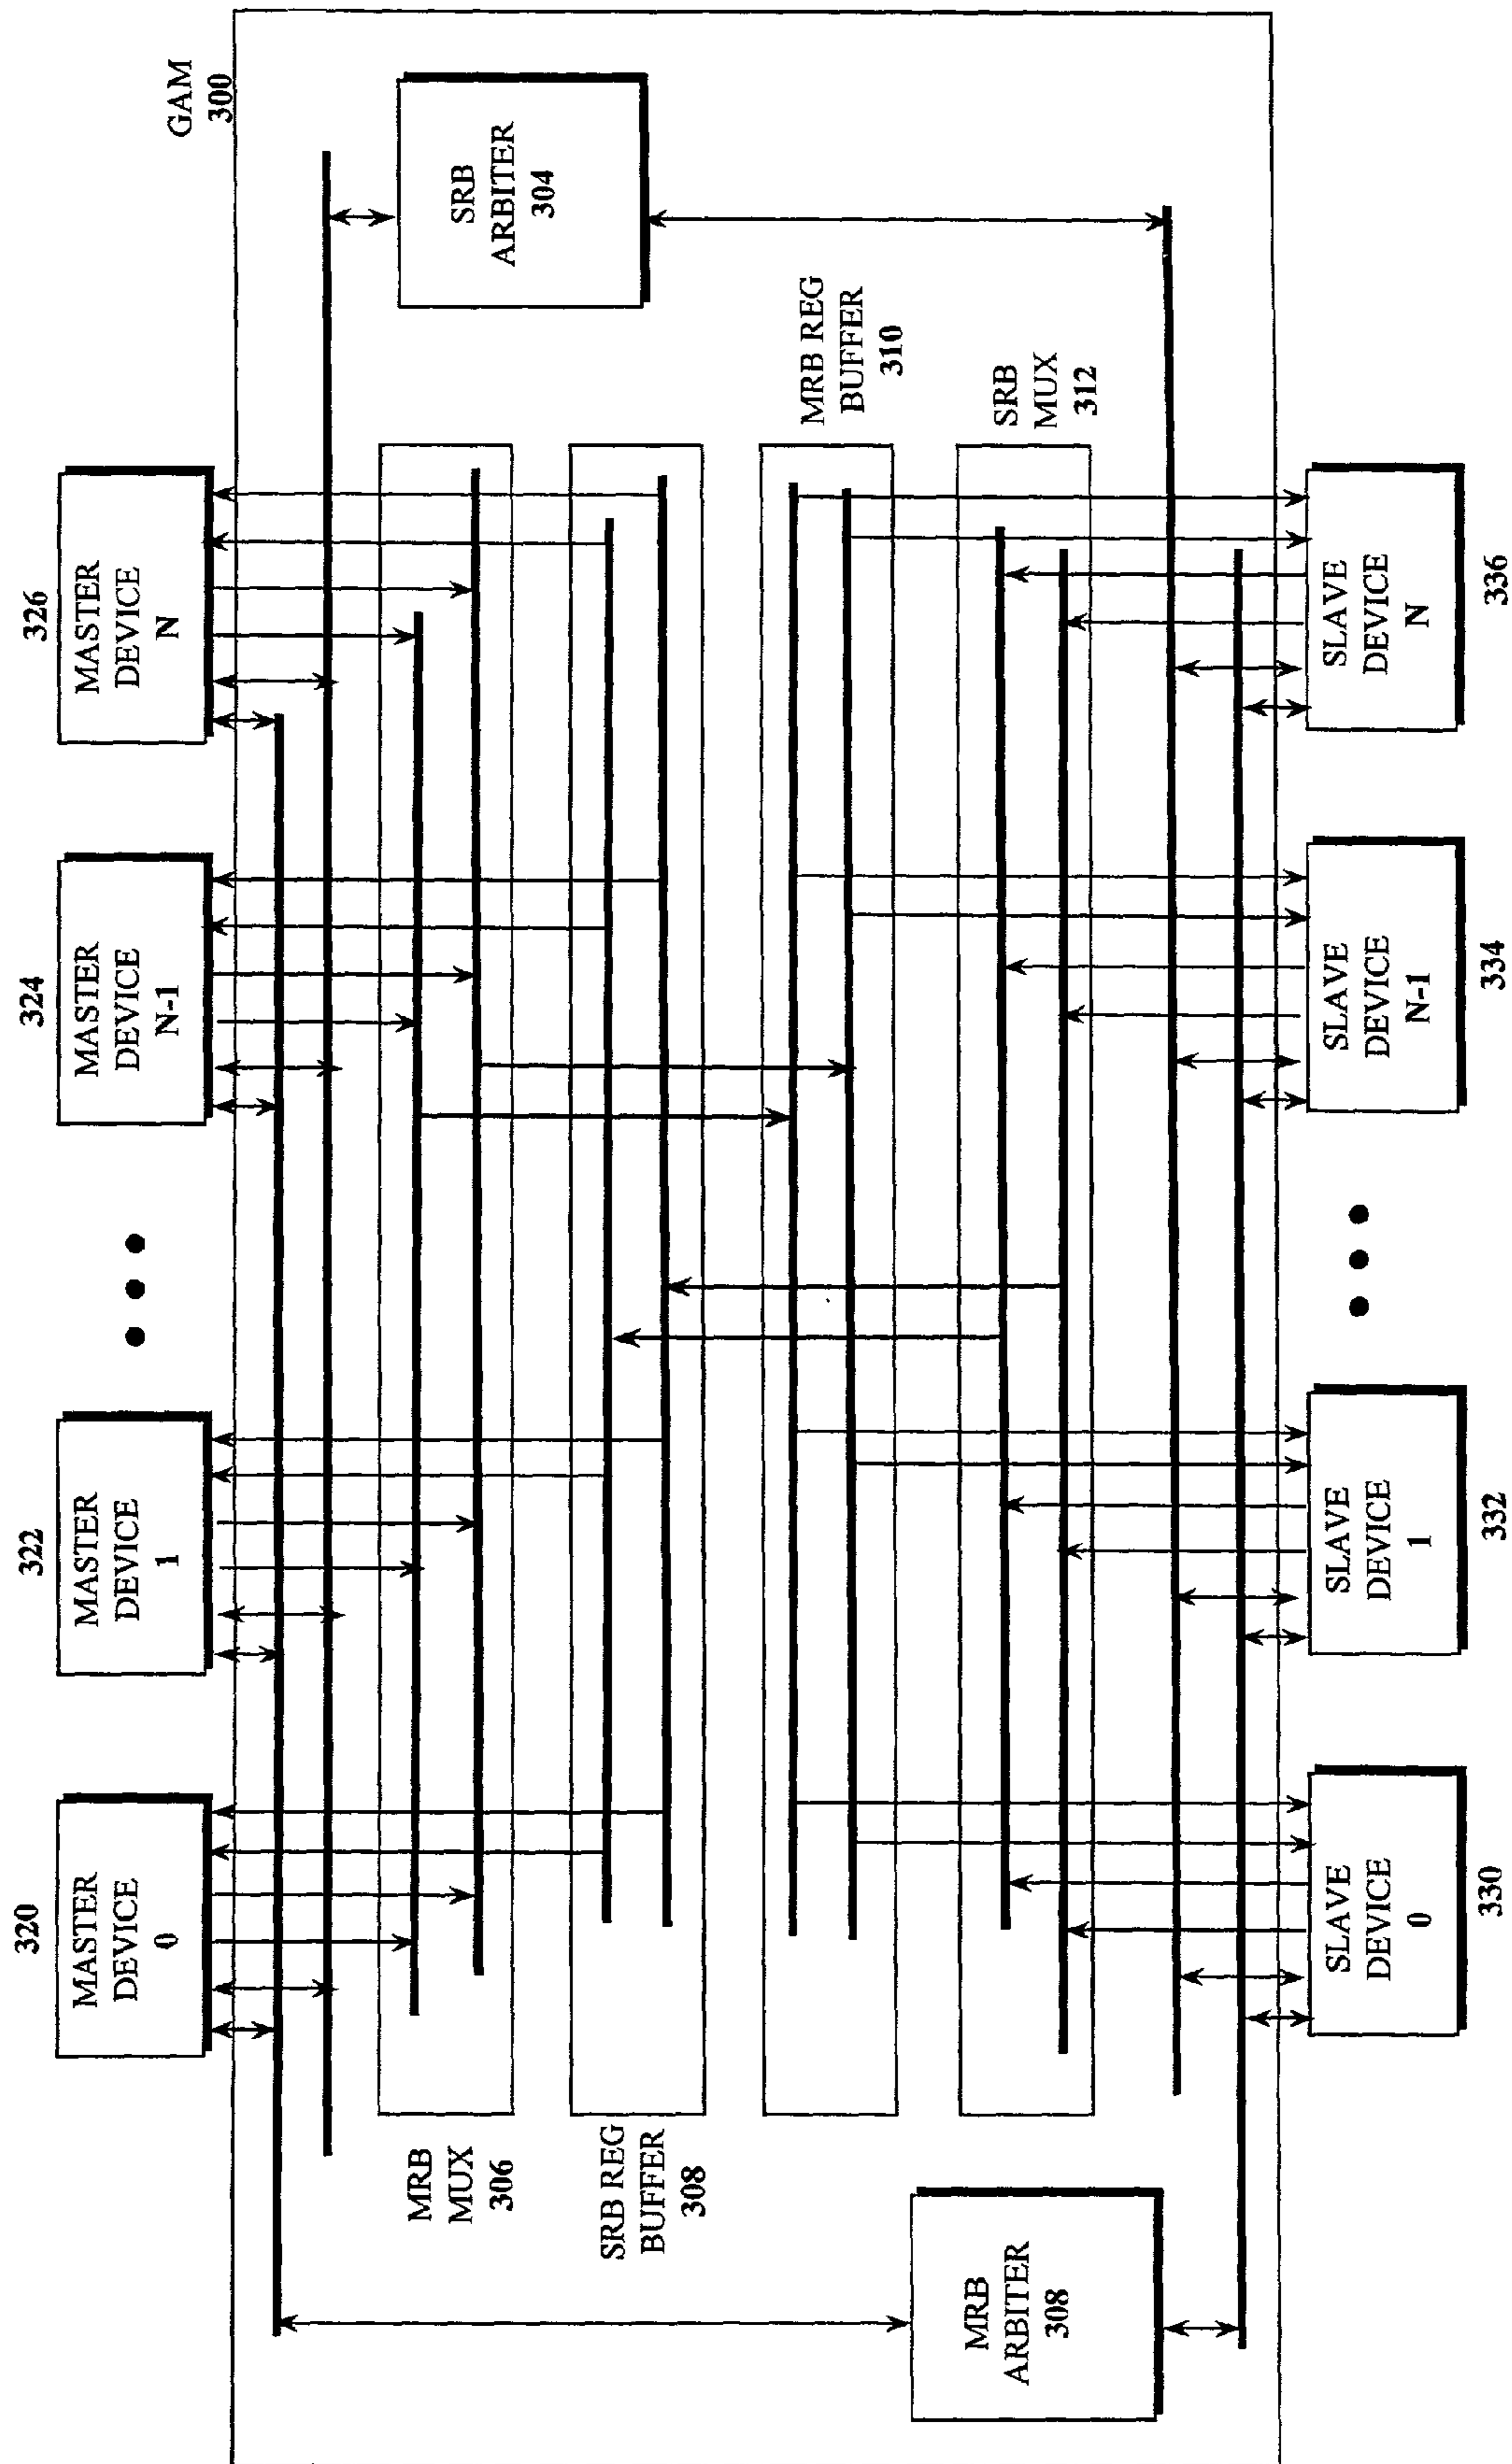 320
MASTER
DEVICE
0
322
MASTER
DEVICE
1
324
MASTER
DEVICE
N-1
326
MASTER
DEVICE
N
GAM
300
SRB
ARBITER
304
MRB
MUX
306
SRB REG
BUFFER
308
MRB REG
BUFFER
310
SRB
MUX
312
MRB
ARBITER
308
SLAVE
DEVICE
0
330
SLAVE
DEVICE
1
332
SLAVE
DEVICE
N-1
334
SLAVE
DEVICE
N
336